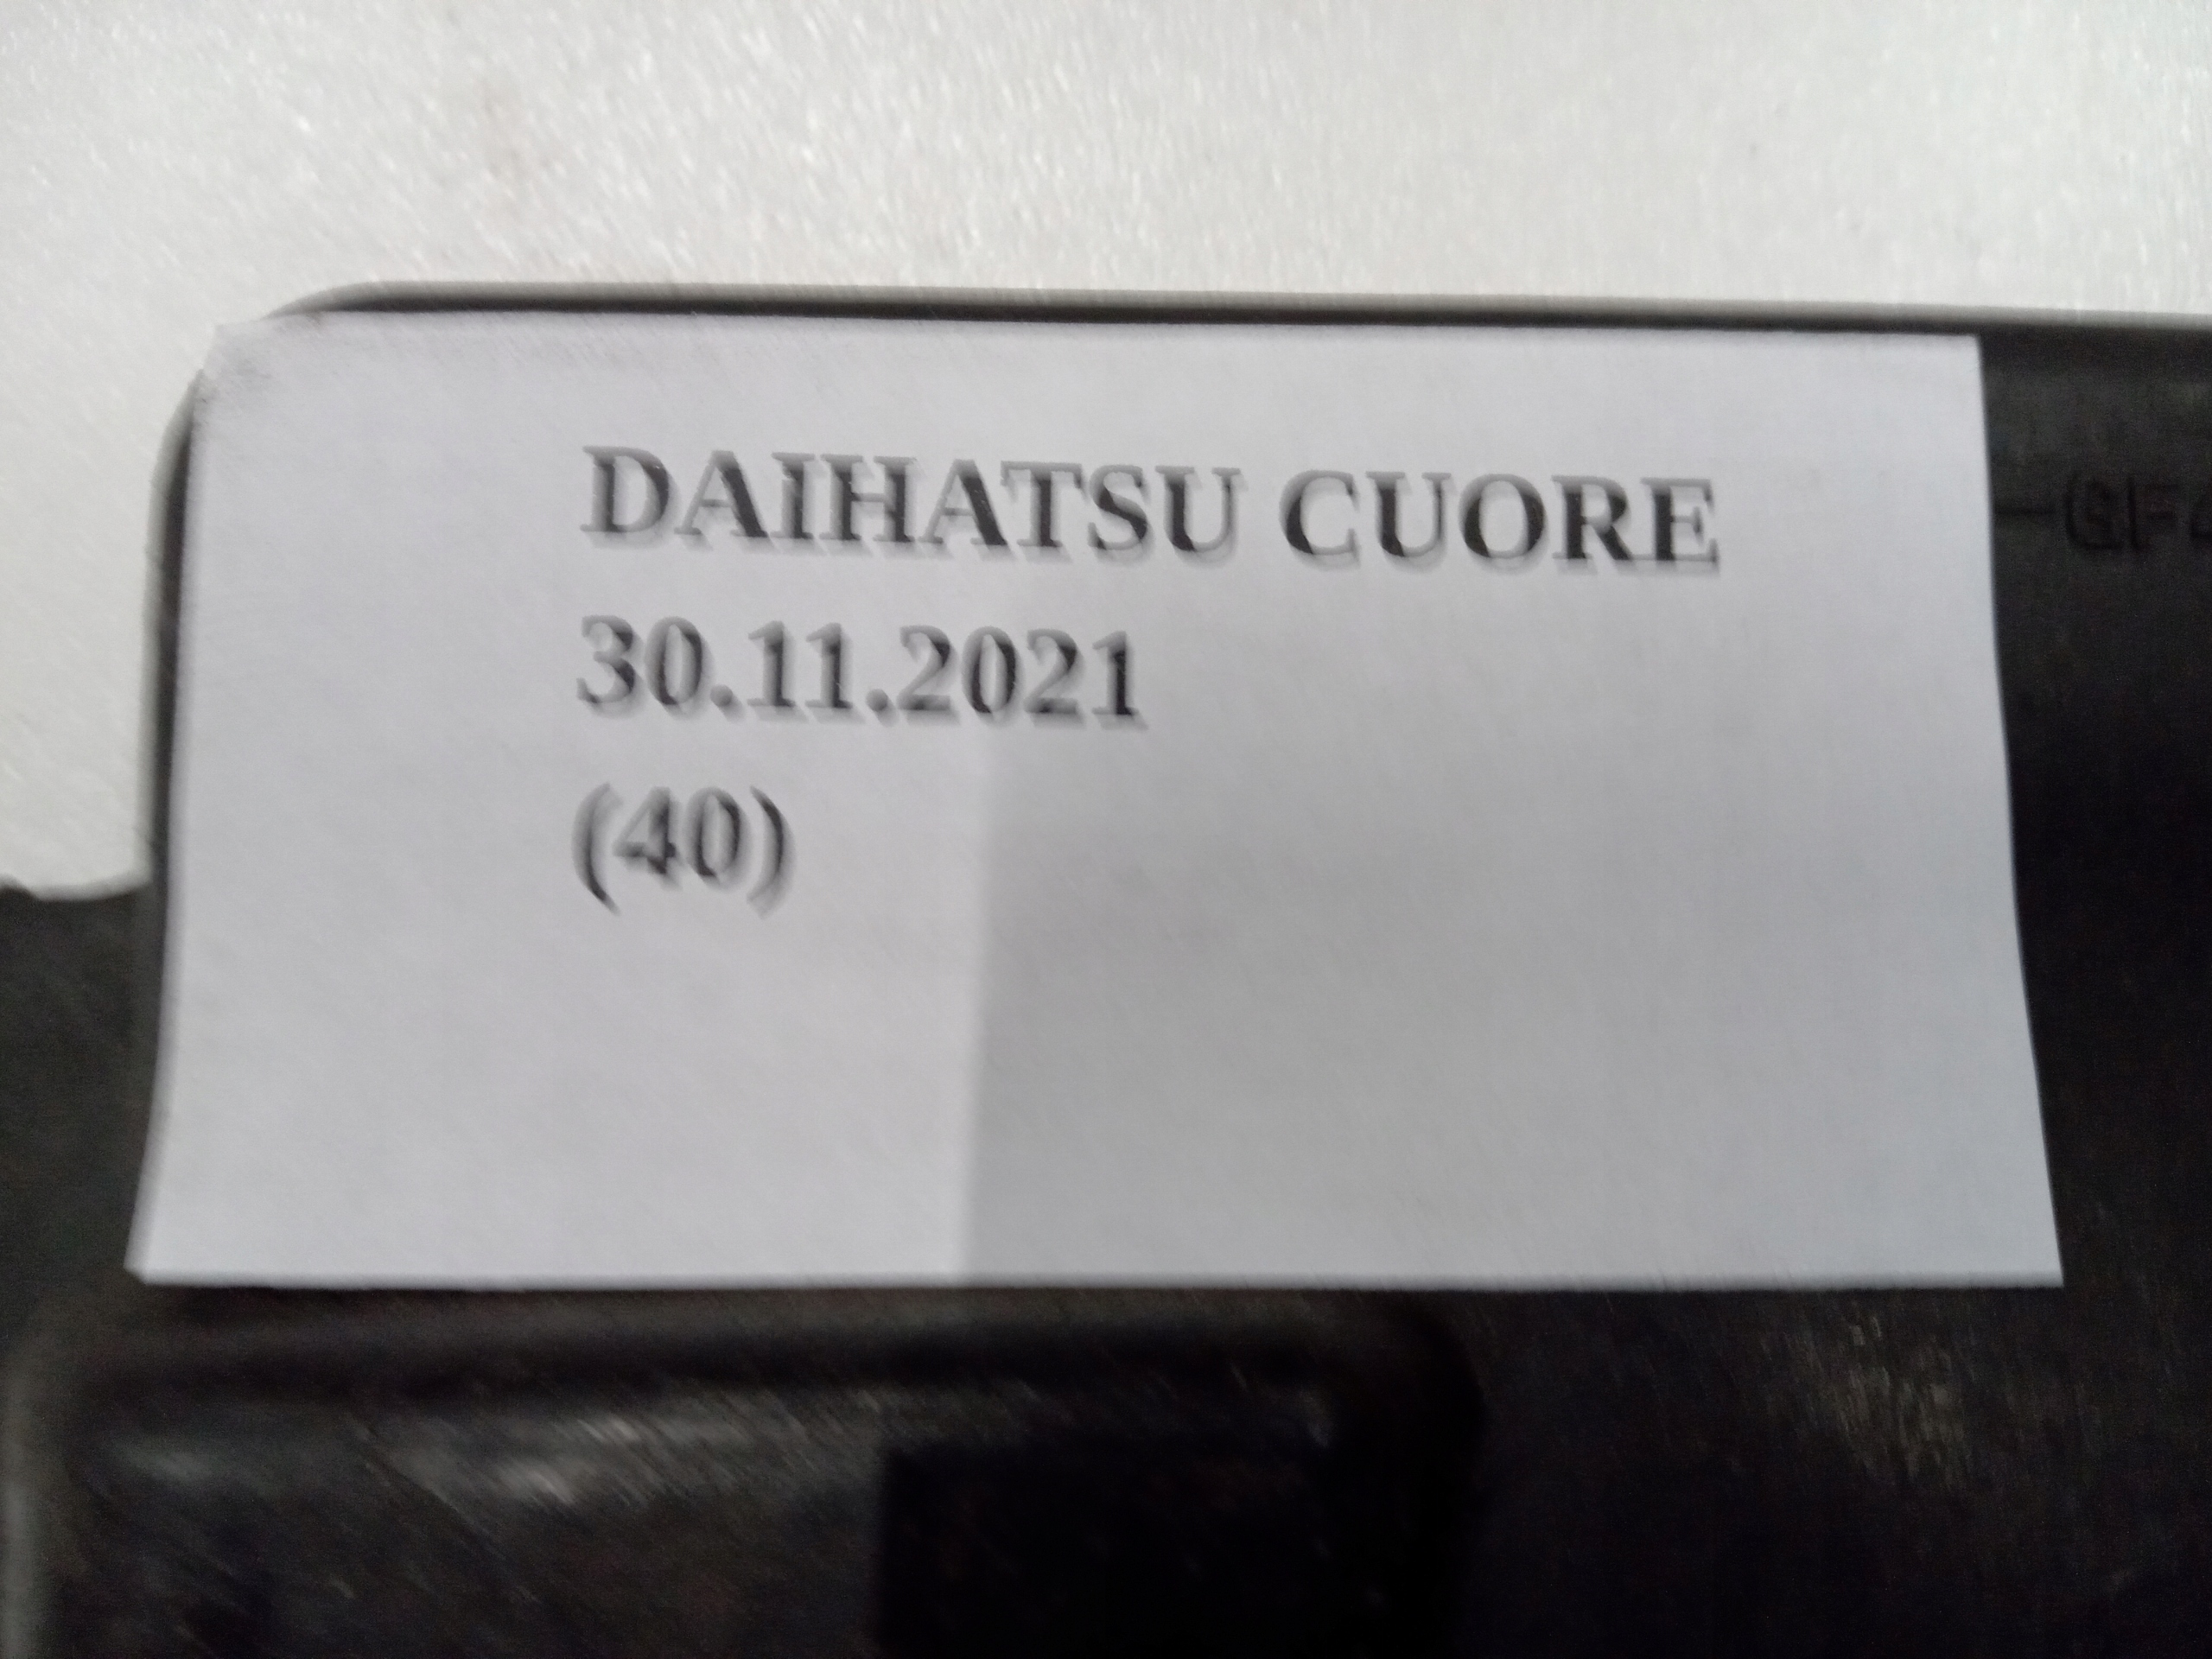 DAIHATSU CUORE
30.11.2021
(40)